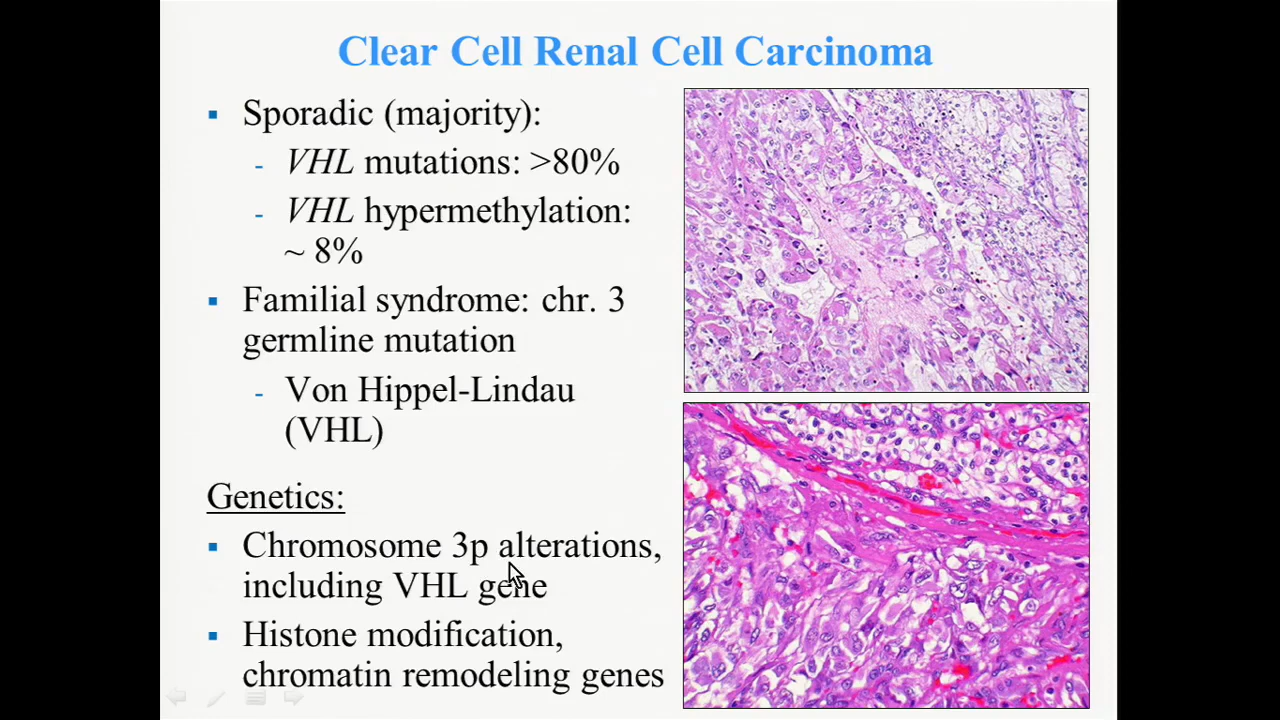 Clear Cell Renal Cell Carcinoma
▪ Sporadic (majority):
- VHL mutations: >80%
- VHL hypermethylation:
~ 8%
▪ Familial syndrome: chr. 3
germline mutation
- Von Hippel-Lindau
(VHL)
Genetics:
▪ Chromosome 3p alterations,
including VHL gene
▪ Histone modification,
chromatin remodeling genes